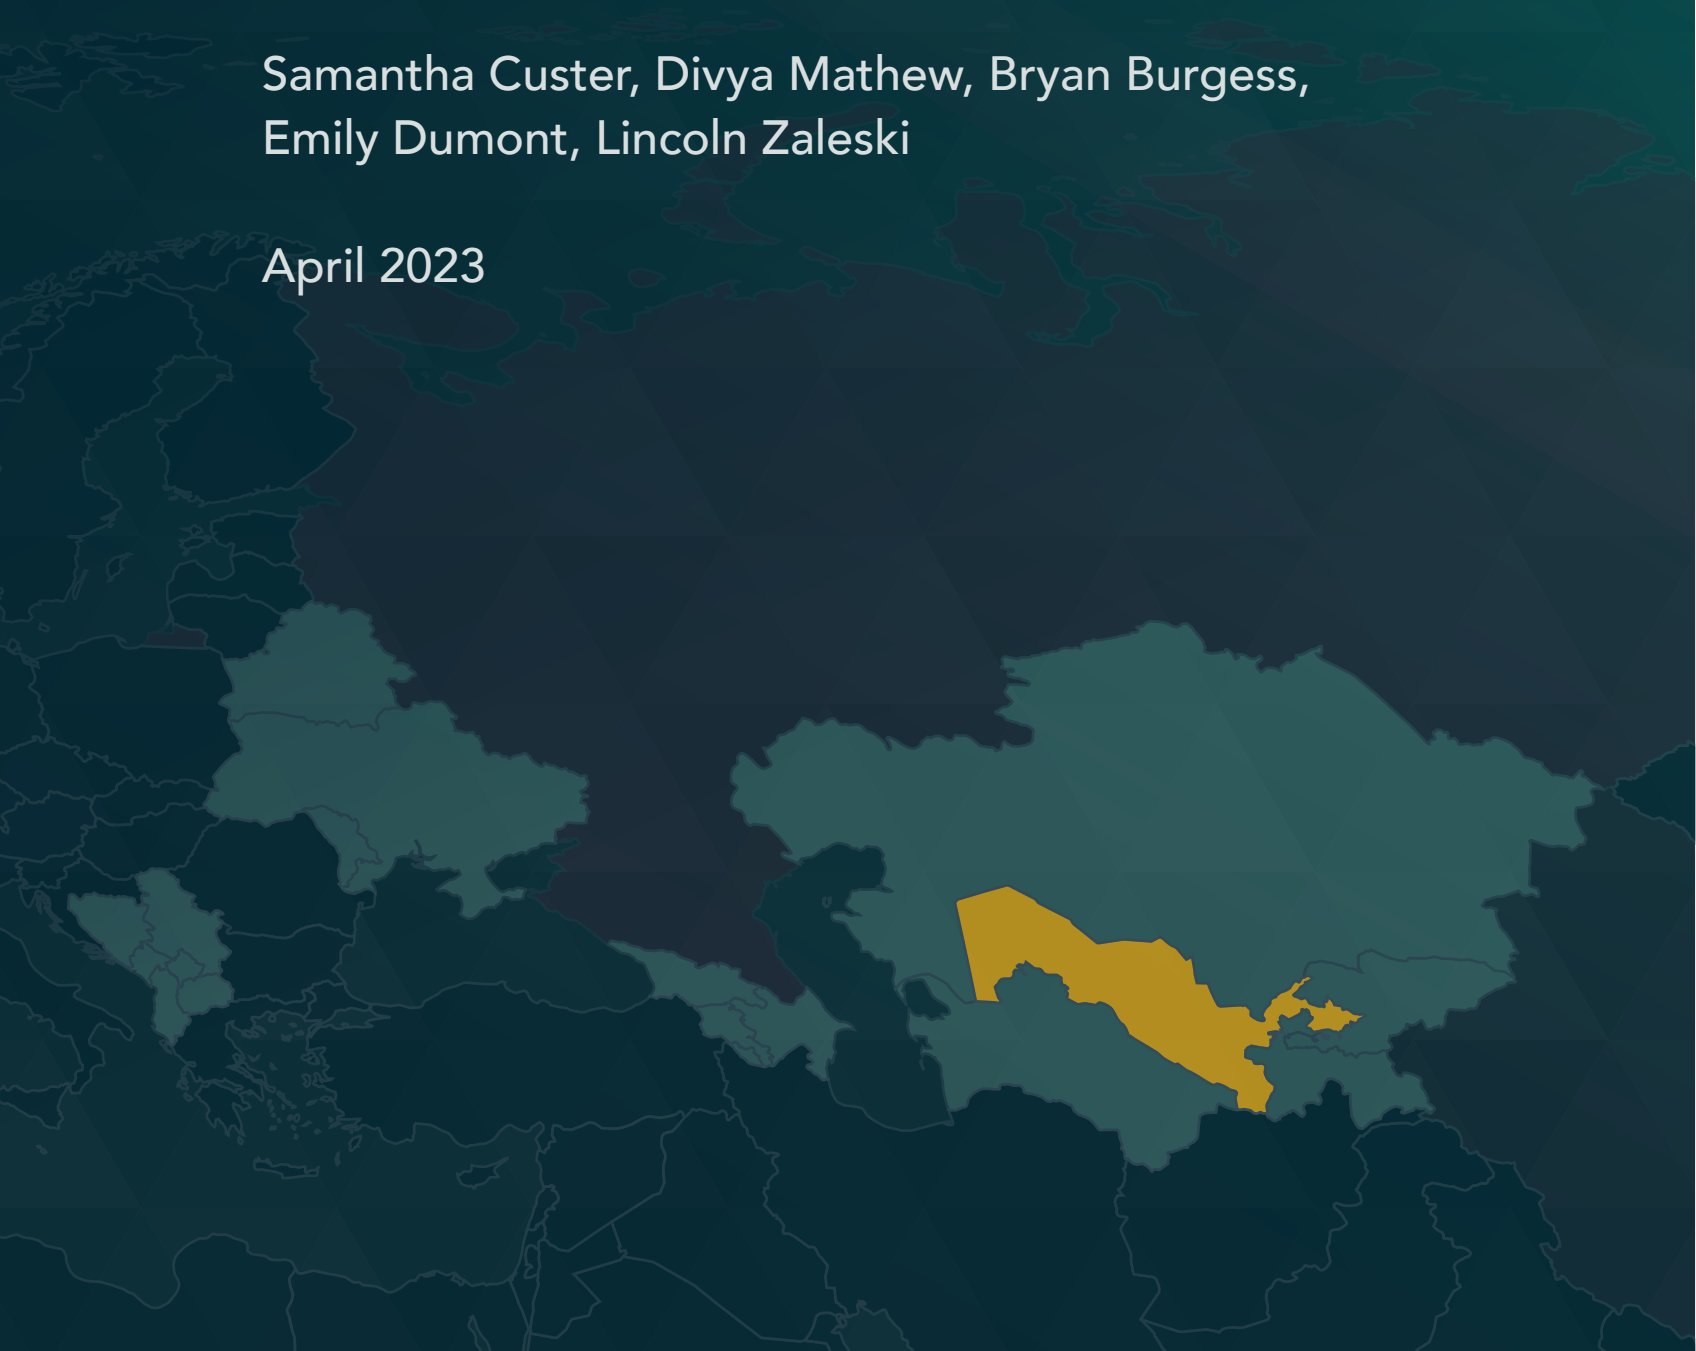 Samantha Custer, Divya Mathew, Bryan Burgess,
Emily Dumont, Lincoln Zaleski
April 2023